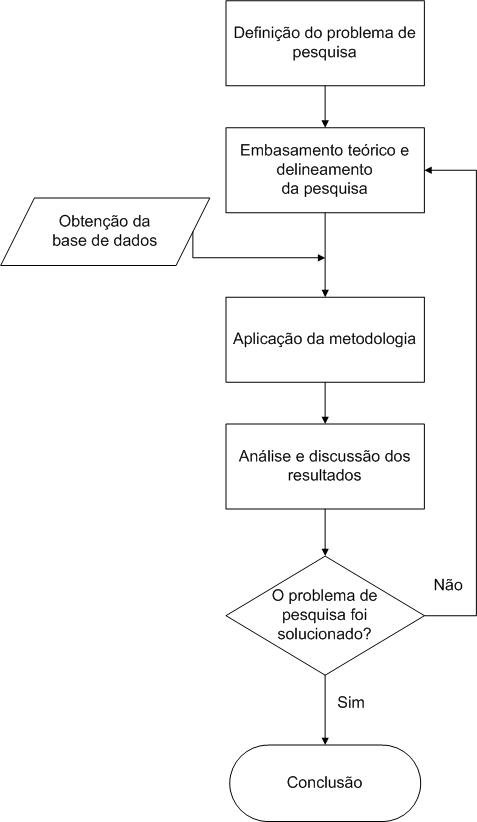 Definição do problema de
pesquisa
Embasamento teórico e
delineamento
da pesquisa
Obtenção da
base de dados
Aplicação da metodologia
Análise e discussão dos
resultados
O problema de
pesquisa foi
solucionado?
Não
Sim
Conclusão